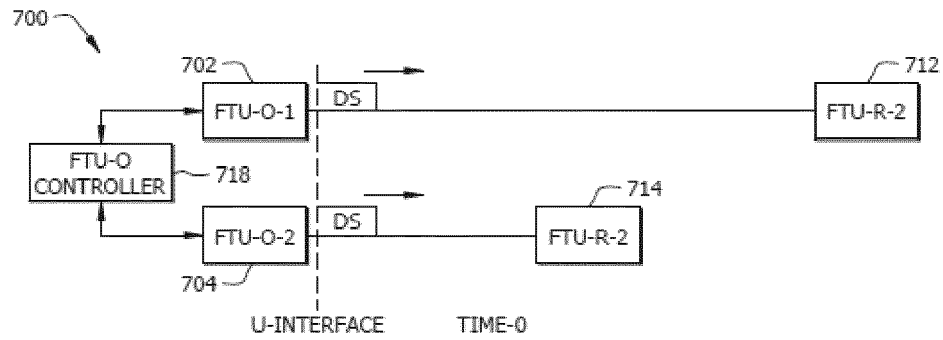 700
702
712
FTU-O-1
DS
FTU-R-2
FTU-O
CONTROLLER
718
714
FTU-O-2
DS
FTU-R-2
704
U-INTERFACE
TIME-0